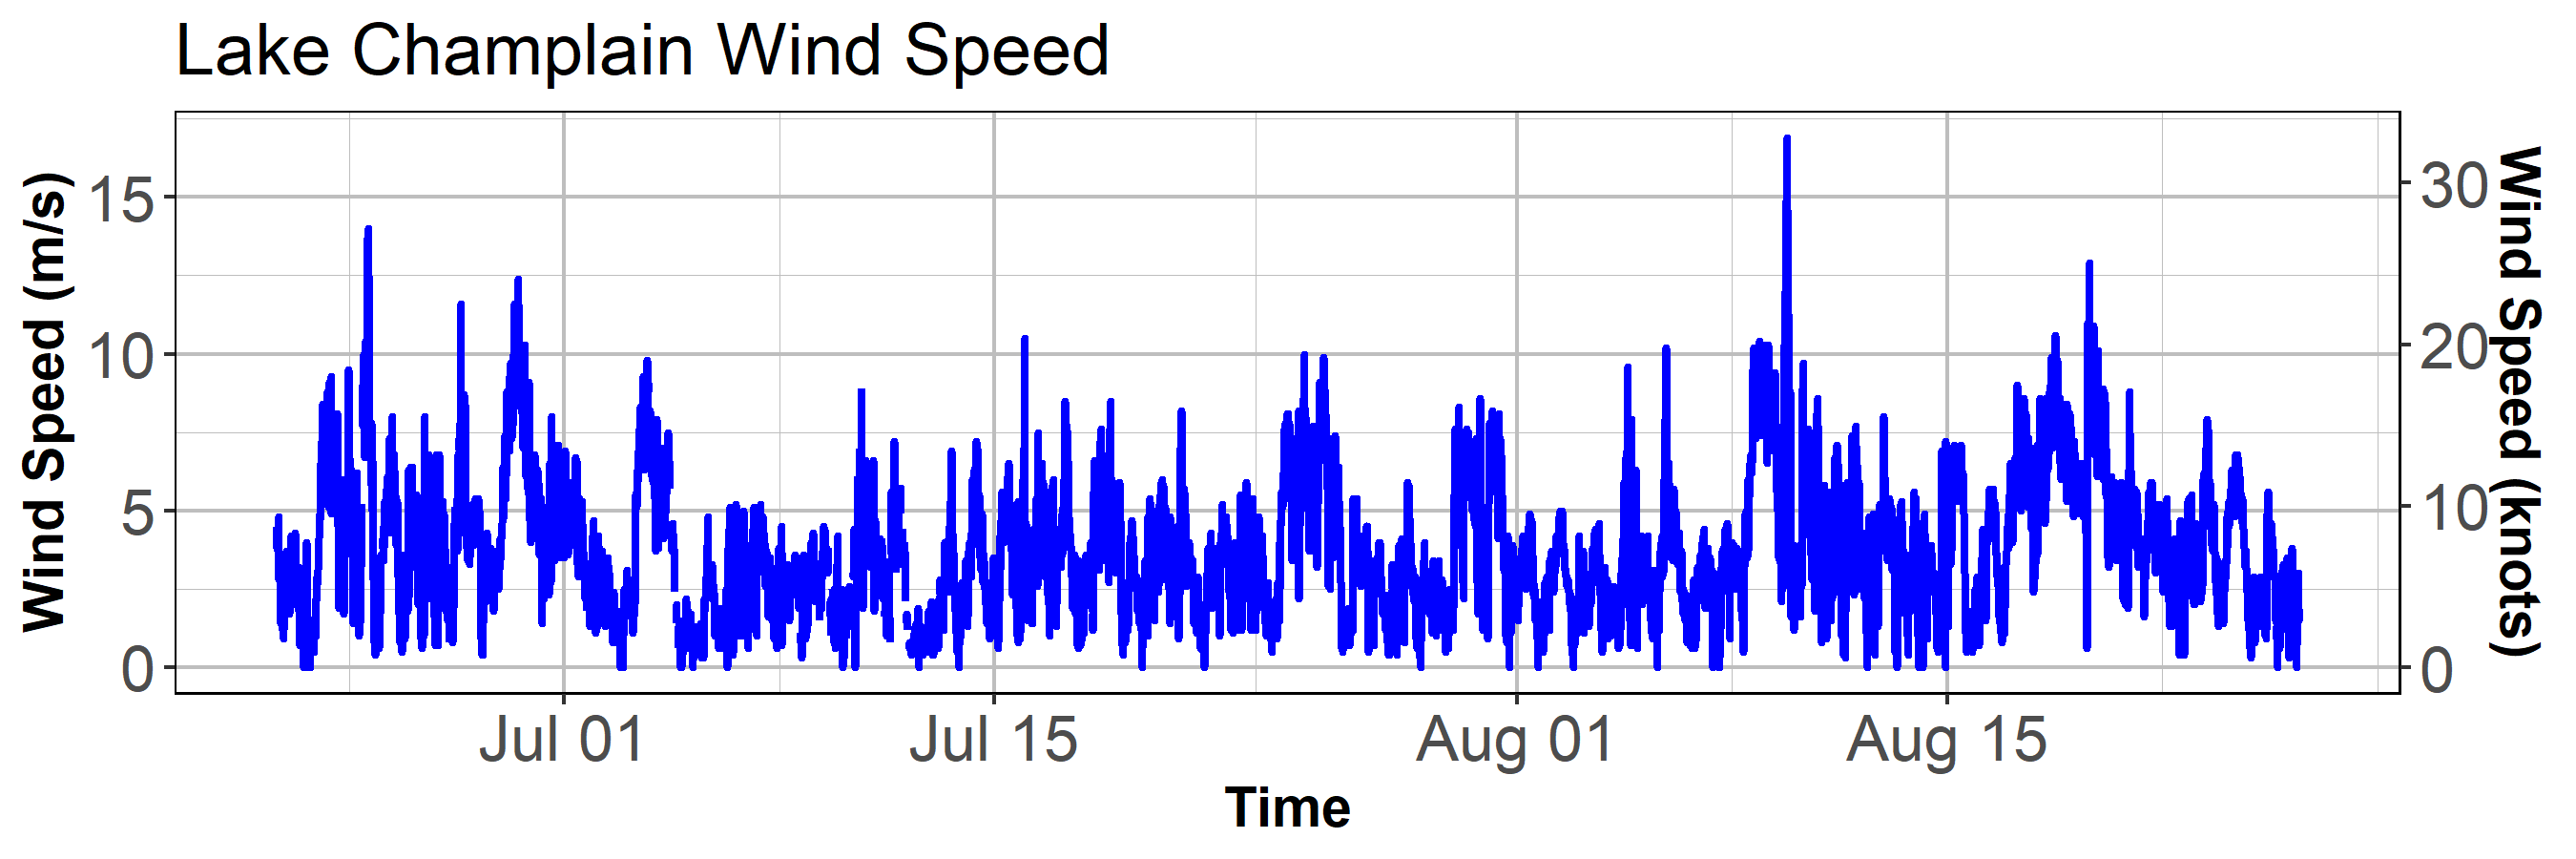 Lake Champlain Wind Speed
Wind Speed (m/s)
15
10
5
0
30
20
10
0
Wind Speed (knots)
Jul 01
Jul 15
Aug 01
Aug 15
Time